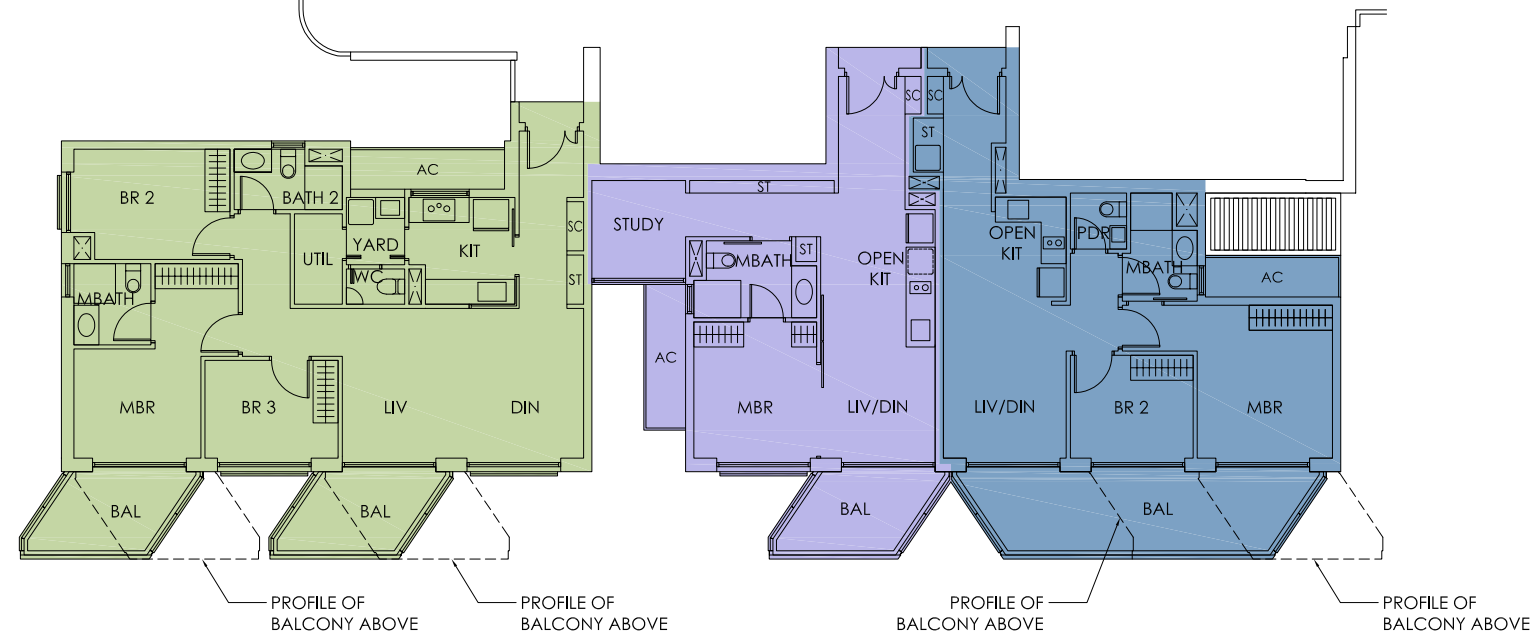 SC
SC
ST
AC
BR 2
BATH 2
ST
SC
STUDY
UTIL
YARD
KIT
OPEN
KIT
OPEN
KIT
PDR
ST
MBATH
MBATH
WC
ST
MBATH
AC
AC
MBR
BR 3
LIV
DIN
MBR
LIV/DIN
LIV/DIN
BR 2
MBR
BAL
BAL
BAL
BAL
PROFILE OF
BALCONY ABOVE
PROFILE OF
BALCONY ABOVE
PROFILE OF
BALCONY ABOVE
PROFILE OF
BALCONY ABOVE